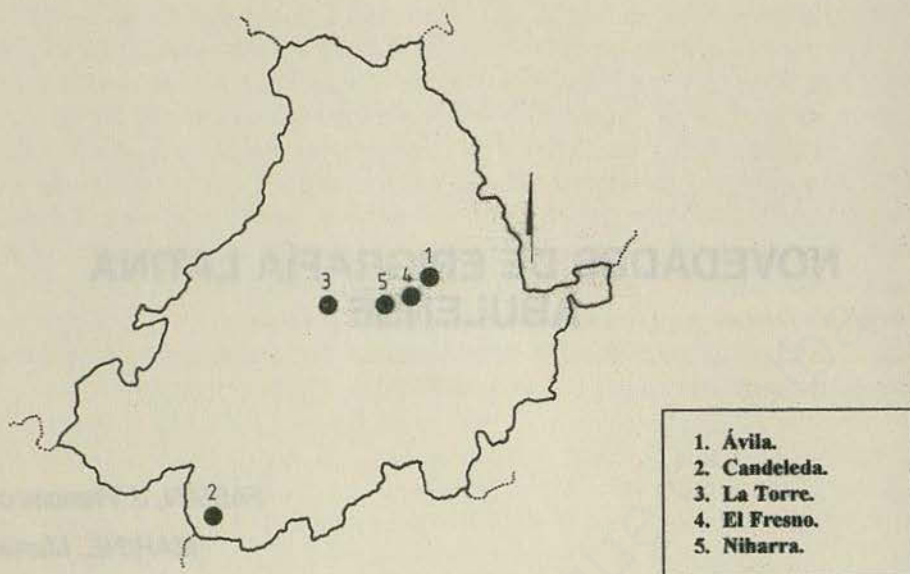 1
4
5
3
2
1. Ávila.
2. Candeleda.
3. La Torre.
4. El Fresno.
5. Niharra.
NOVEDADES DE EPIGRAFÍA LATINA
ABULENSE